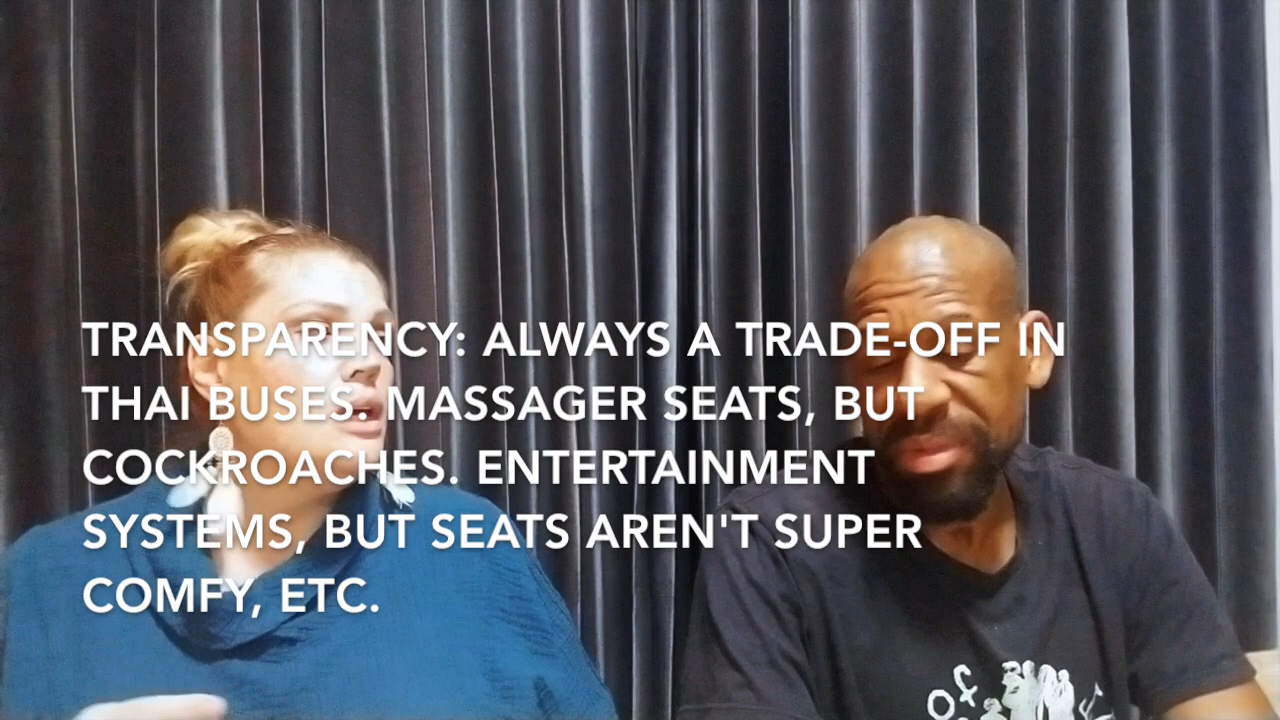 TRANSPARENCY: ALWAYS A TRADE-OFF IN
THAI BUSES. MASSAGER SEATS, BUT
COCKROACHES. ENTERTAINMENT
SYSTEMS, BUT SEATS AREN'T SUPER
COMFY, ETC.
of